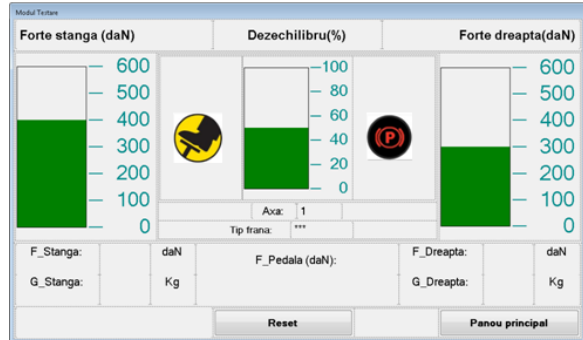 Modul Testare
Forte stanga (daN) Dezechilibru(%) Forte dreapta(daN)
600 100 600
500 80 500
400 60 400
300 40 300
200 20 200
100 0 100
0 0
(P)
Axa: 1
Tip frana: ***
F_Stanga: daN F_Pedala (daN): F_Dreapta: daN
G_Stanga: Kg G_Dreapta: Kg
Reset Panou principal